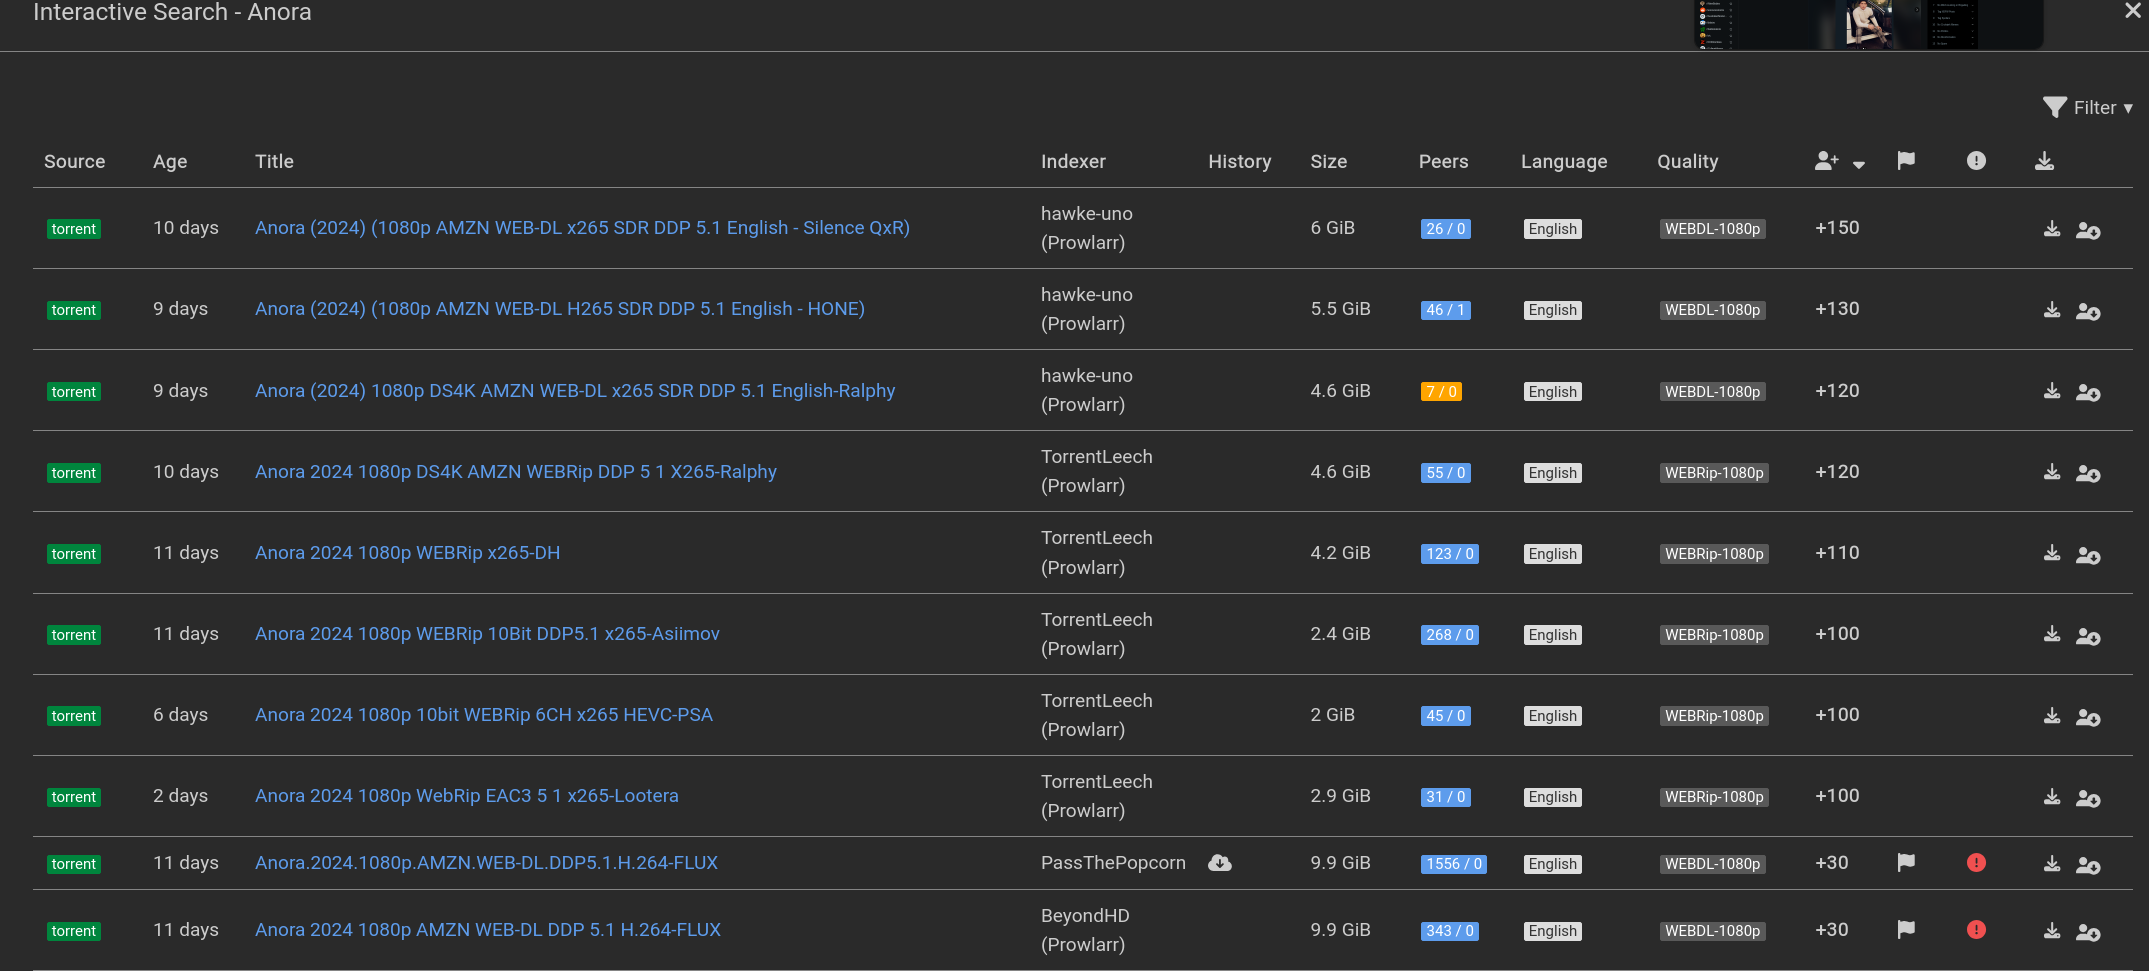 Interactive Search - Anora
Filter
Source Age Title Indexer History Size Peers Language Quality
torrent 10 days Anora (2024) (1080p AMZN WEB-DL x265 SDR DDP 5.1 English - Silence QxR) hawke-uno (Prowlarr) 6 GiB 26 / 0 English WEBDL-1080p +150
torrent 9 days Anora (2024) (1080p AMZN WEB-DL H265 SDR DDP 5.1 English - HONE) hawke-uno (Prowlarr) 5.5 GiB 46 / 1 English WEBDL-1080p +130
torrent 9 days Anora (2024) 1080p DS4K AMZN WEB-DL x265 SDR DDP 5.1 English-Ralphy hawke-uno (Prowlarr) 4.6 GiB 7 / 0 English WEBDL-1080p +120
torrent 10 days Anora 2024 1080p DS4K AMZN WEBRip DDP 5 1 X265-Ralphy TorrentLeech (Prowlarr) 4.6 GiB 55 / 0 English WEBRip-1080p +120
torrent 11 days Anora 2024 1080p WEBRip x265-DH TorrentLeech (Prowlarr) 4.2 GiB 123 / 0 English WEBRip-1080p +110
torrent 11 days Anora 2024 1080p WEBRip 10Bit DDP5.1 x265-Asiimov TorrentLeech (Prowlarr) 2.4 GiB 268 / 0 English WEBRip-1080p +100
torrent 6 days Anora 2024 1080p 10bit WEBRip 6CH x265 HEVC-PSA TorrentLeech (Prowlarr) 2 GiB 45 / 0 English WEBRip-1080p +100
torrent 2 days Anora 2024 1080p WebRip EAC3 5 1 x265-Lootera TorrentLeech (Prowlarr) 2.9 GiB 31 / 0 English WEBRip-1080p +100
torrent 11 days Anora.2024.1080p.AMZN.WEB-DL.DDP5.1.H.264-FLUX PassThePopcorn 9.9 GiB 1556 / 0 English WEBDL-1080p +30
torrent 11 days Anora 2024 1080p AMZN WEB-DL DDP 5.1 H.264-FLUX BeyondHD (Prowlarr) 9.9 GiB 343 / 0 English WEBDL-1080p +30